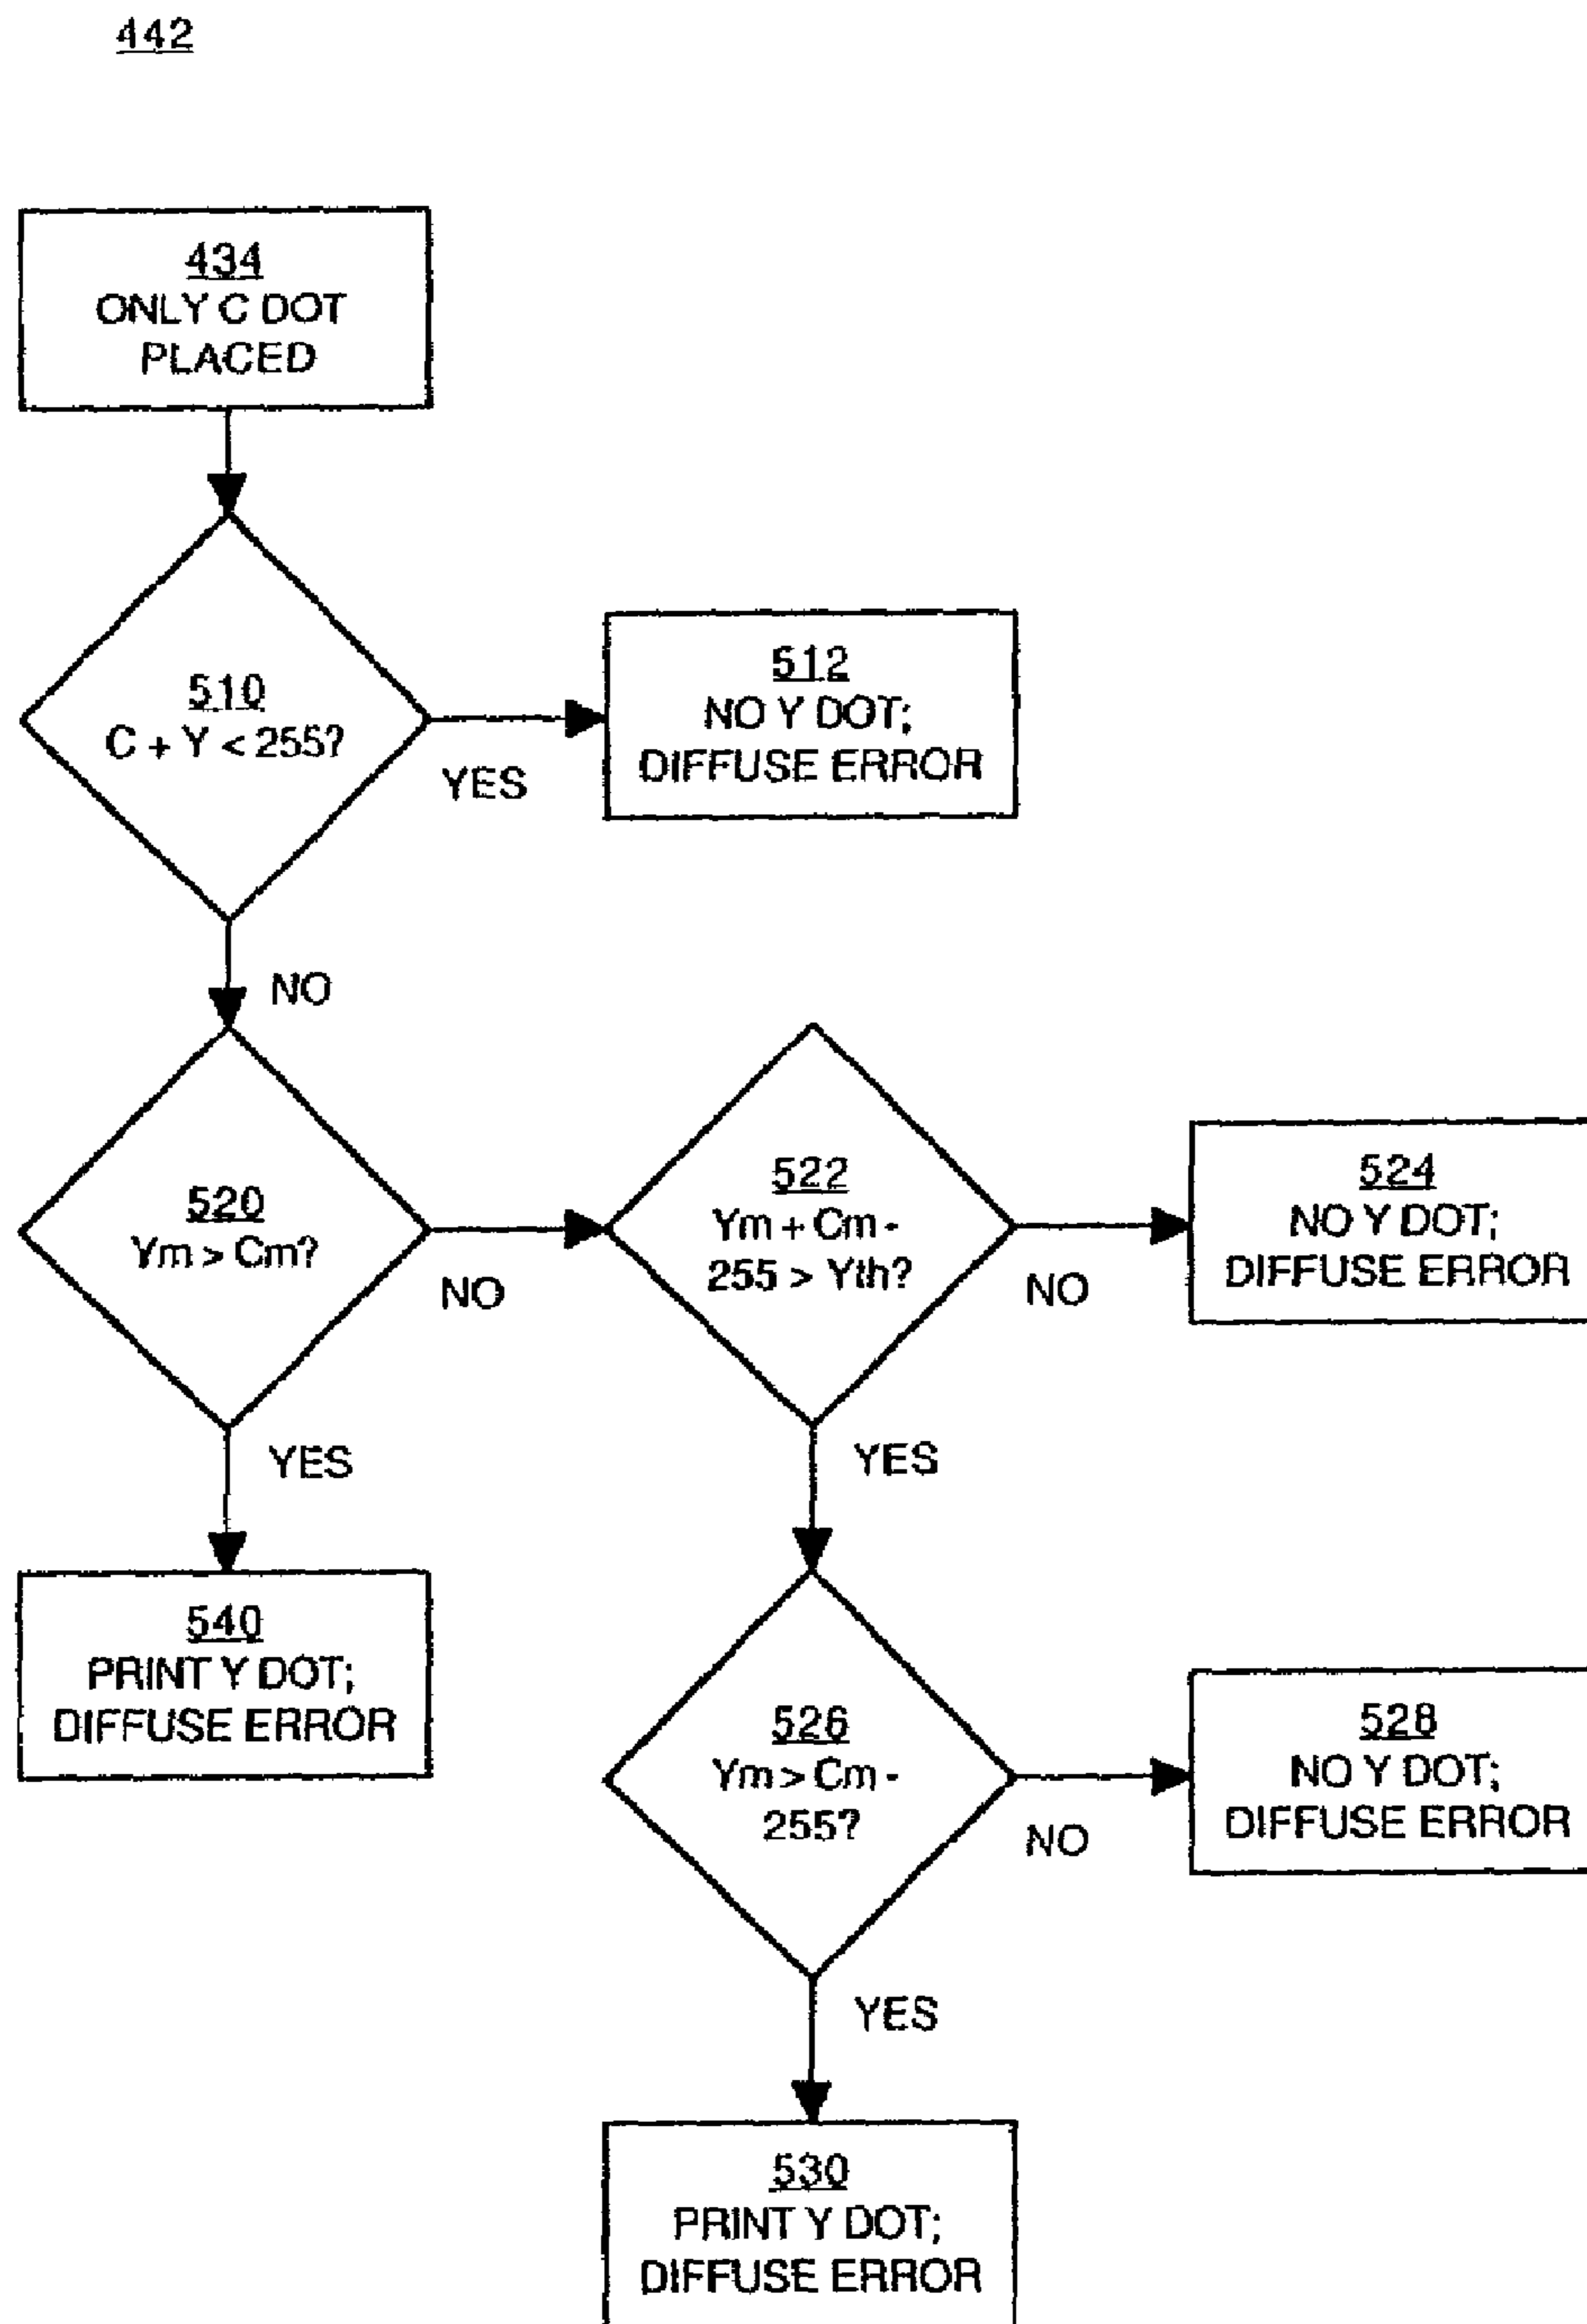 442
434
ONLY C DOT
PLACED
510
C + Y < 255?
YES
512
NO Y DOT;
DIFFUSE ERROR
NO
520
Ym > Cm?
NO
522
Ym + Cm -
255 > Yth?
NO
524
NO Y DOT;
DIFFUSE ERROR
YES
540
PRINT Y DOT;
DIFFUSE ERROR
YES
526
Ym > Cm -
255?
NO
528
NO Y DOT;
DIFFUSE ERROR
YES
530
PRINT Y DOT;
DIFFUSE ERROR